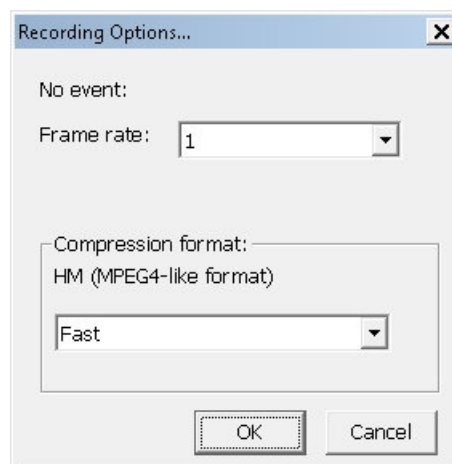 Recording Options...
No event:
Frame rate: 1
Compression format:
HM (MPEG4-like format)
Fast
OK Cancel